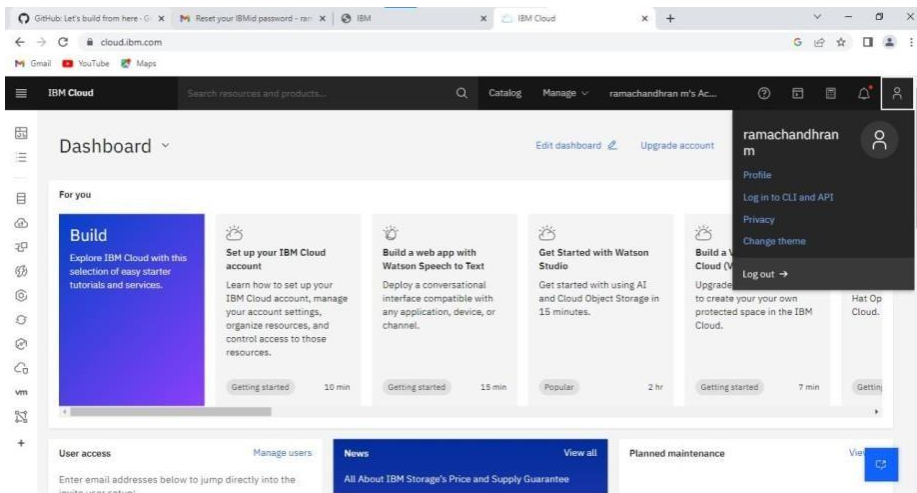 GitHub: Let's build from here · G
Reset your IBMid password - ram
IBM
IBM Cloud
cloud.ibm.com
Gmail
YouTube
Maps
IBM Cloud
Search resources and products...
Catalog
Manage
ramachandhran m's Ac...
Dashboard
Edit dashboard
Upgrade account
ramachandhran
m
Profile
Log in to CLI and API
Privacy
Change theme
Log out →
For you
Build
Explore IBM Cloud with this
selection of easy starter
tutorials and services.
Set up your IBM Cloud
account
Learn how to set up your
IBM Cloud account, manage
your account settings,
organize resources, and
control access to those
resources.
Getting started
10 min
Build a web app with
Watson Speech to Text
Deploy a conversational
interface compatible with
any application, device, or
channel.
Getting started
15 min
Get Started with Watson
Studio
Get started with using AI
and Cloud Object Storage in
15 minutes.
Popular
2 hr
Build a V
Cloud (V
Upgrade
to create your your own
protected space in the IBM
Cloud.
Getting started
7 min
Hat Op
Cloud.
Getting
vm
User access
Manage users
Enter email addresses below to jump directly into the
invite user setup!
News
View all
All About IBM Storage's Price and Supply Guarantee
Planned maintenance